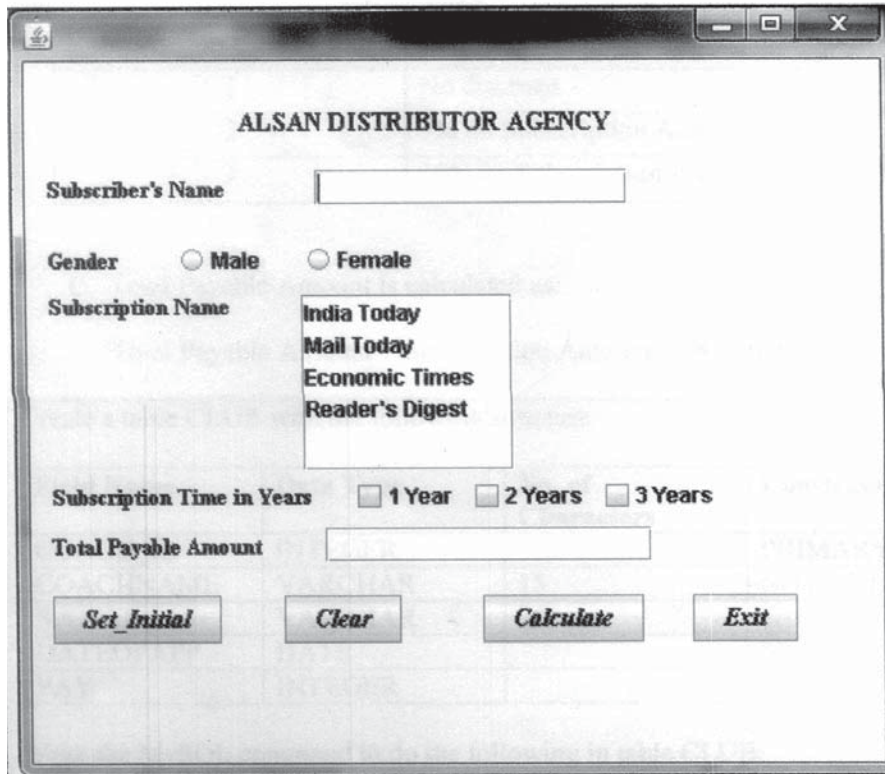 ALSAN DISTRIBUTOR AGENCY
Subscriber's Name
Gender Male Female
Subscription Name
India Today
Mail Today
Economic Times
Reader's Digest
Subscription Time in Years 1 Year 2 Years 3 Years
Total Payable Amount
Set_Initial Clear Calculate Exit